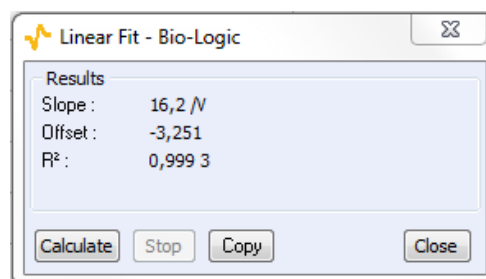 Linear Fit - Bio-Logic
Results
Slope : 16,2 /V
Offset : -3,251
R² : 0,999 3
Calculate Stop Copy Close